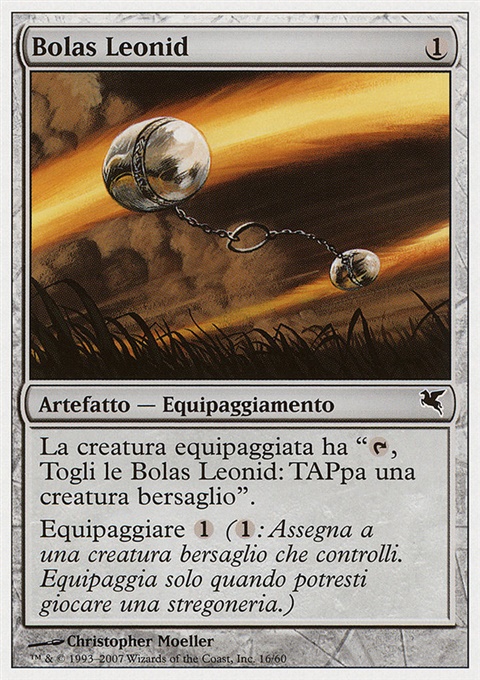 Bolas Leonid 1
Artefatto — Equipaggiamento
La creatura equipaggiata ha “ ,
Togli le Bolas Leonid: TAPpa una
creatura bersaglio”.
Equipaggiare 1 (1: Assegna a
una creatura bersaglio che controlli.
Equipaggia solo quando potresti
giocare una stregoneria.)
Christopher Moeller
™ & © 1993–2007 Wizards of the Coast, Inc. 16/60